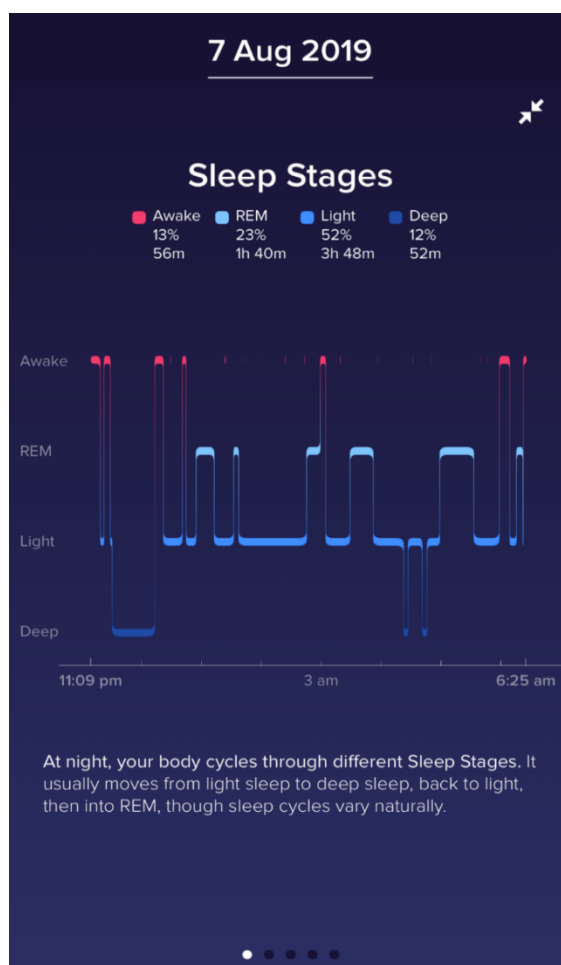 7 Aug 2019
Sleep Stages
Awake REM Light Deep
13% 23% 52% 12%
56m 1h 40m 3h 48m 52m
Awake
REM
Light
Deep
11:09 pm 3 am 6:25 am
At night, your body cycles through different Sleep Stages. It
usually moves from light sleep to deep sleep, back to light,
then into REM, though sleep cycles vary naturally.